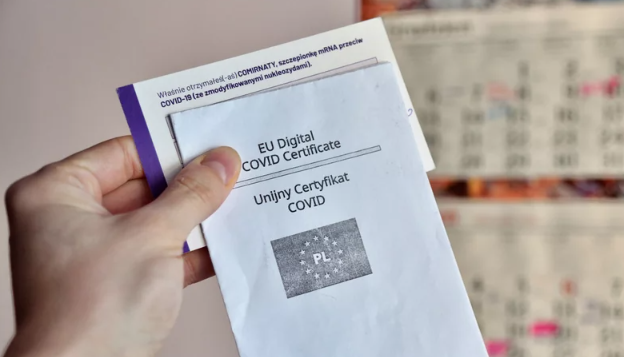 Właśnie otrzymałeś(-aś) COMIRNATY, szczepionkę mRNA przeciw
COVID-19 (ze zmodyfikowanymi nukleozydami).
EU Digital
COVID Certificate
Unijny Certyfikat
COVID
PL